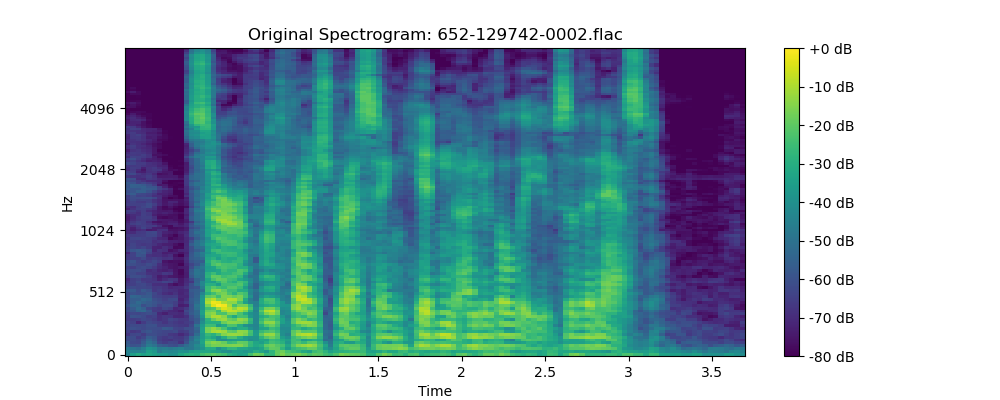 Original Spectrogram: 652-129742-0002.flac
Hz
4096
2048
1024
512
0
0 0.5 1 1.5 2 2.5 3 3.5
Time
+0 dB
-10 dB
-20 dB
-30 dB
-40 dB
-50 dB
-60 dB
-70 dB
-80 dB